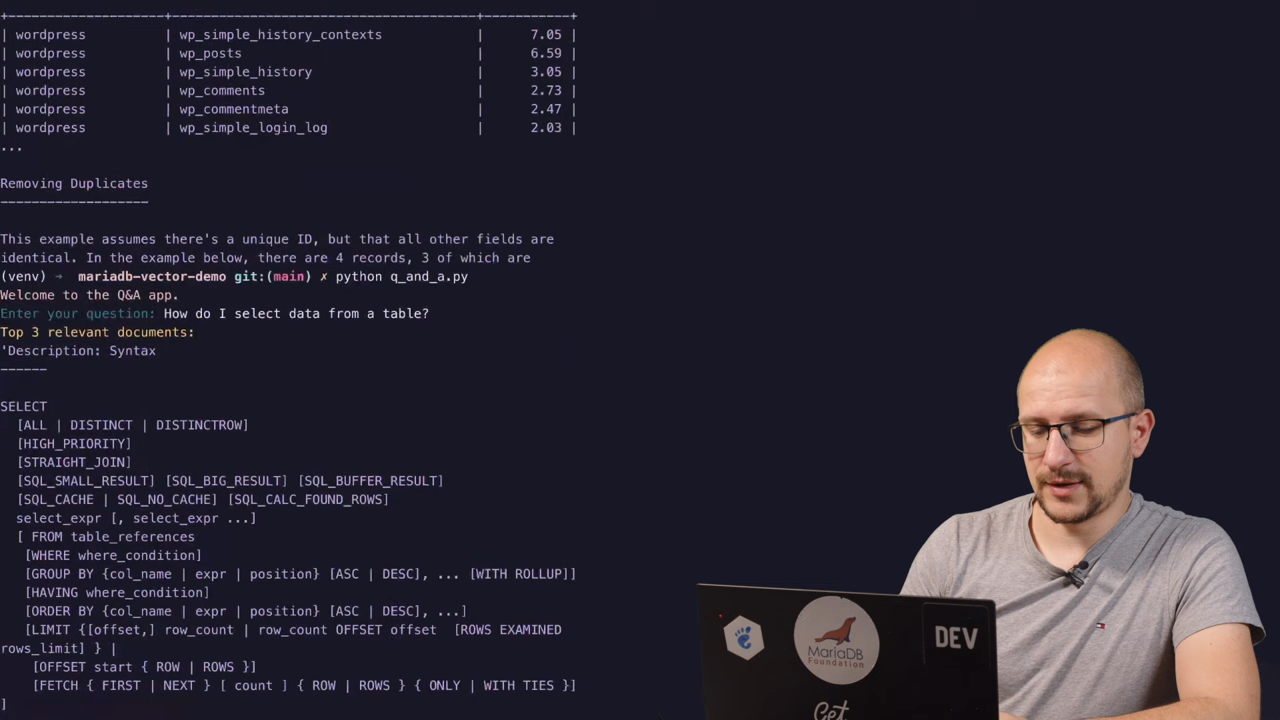 +---------------------+----------------------------------------+-----------+
| wordpress | wp_simple_history_contexts | 7.05 |
| wordpress | wp_posts | 6.59 |
| wordpress | wp_simple_history | 3.05 |
| wordpress | wp_comments | 2.73 |
| wordpress | wp_commentmeta | 2.47 |
| wordpress | wp_simple_login_log | 2.03 |
...
Removing Duplicates
-------------------
This example assumes there's a unique ID, but that all other fields are
identical. In the example below, there are 4 records, 3 of which are
(venv) → mariadb-vector-demo git:(main) ✗ python q_and_a.py
Welcome to the Q&A app.
Enter your question: How do I select data from a table?
Top 3 relevant documents:
'Description: Syntax
------
SELECT
[ALL | DISTINCT | DISTINCTROW]
[HIGH_PRIORITY]
[STRAIGHT_JOIN]
[SQL_SMALL_RESULT] [SQL_BIG_RESULT] [SQL_BUFFER_RESULT]
[SQL_CACHE | SQL_NO_CACHE] [SQL_CALC_FOUND_ROWS]
select_expr [, select_expr ...]
[ FROM table_references
[WHERE where_condition]
[GROUP BY {col_name | expr | position} [ASC | DESC], ... [WITH ROLLUP]]
[HAVING where_condition]
[ORDER BY {col_name | expr | position} [ASC | DESC], ...]
[LIMIT {[offset,] row_count | row_count OFFSET offset [ROWS EXAMINED
rows_limit] } |
[OFFSET start { ROW | ROWS }]
[FETCH { FIRST | NEXT } [ count ] { ROW | ROWS } { ONLY | WITH TIES }]
]
MariaDB
Foundation
DEV
Get